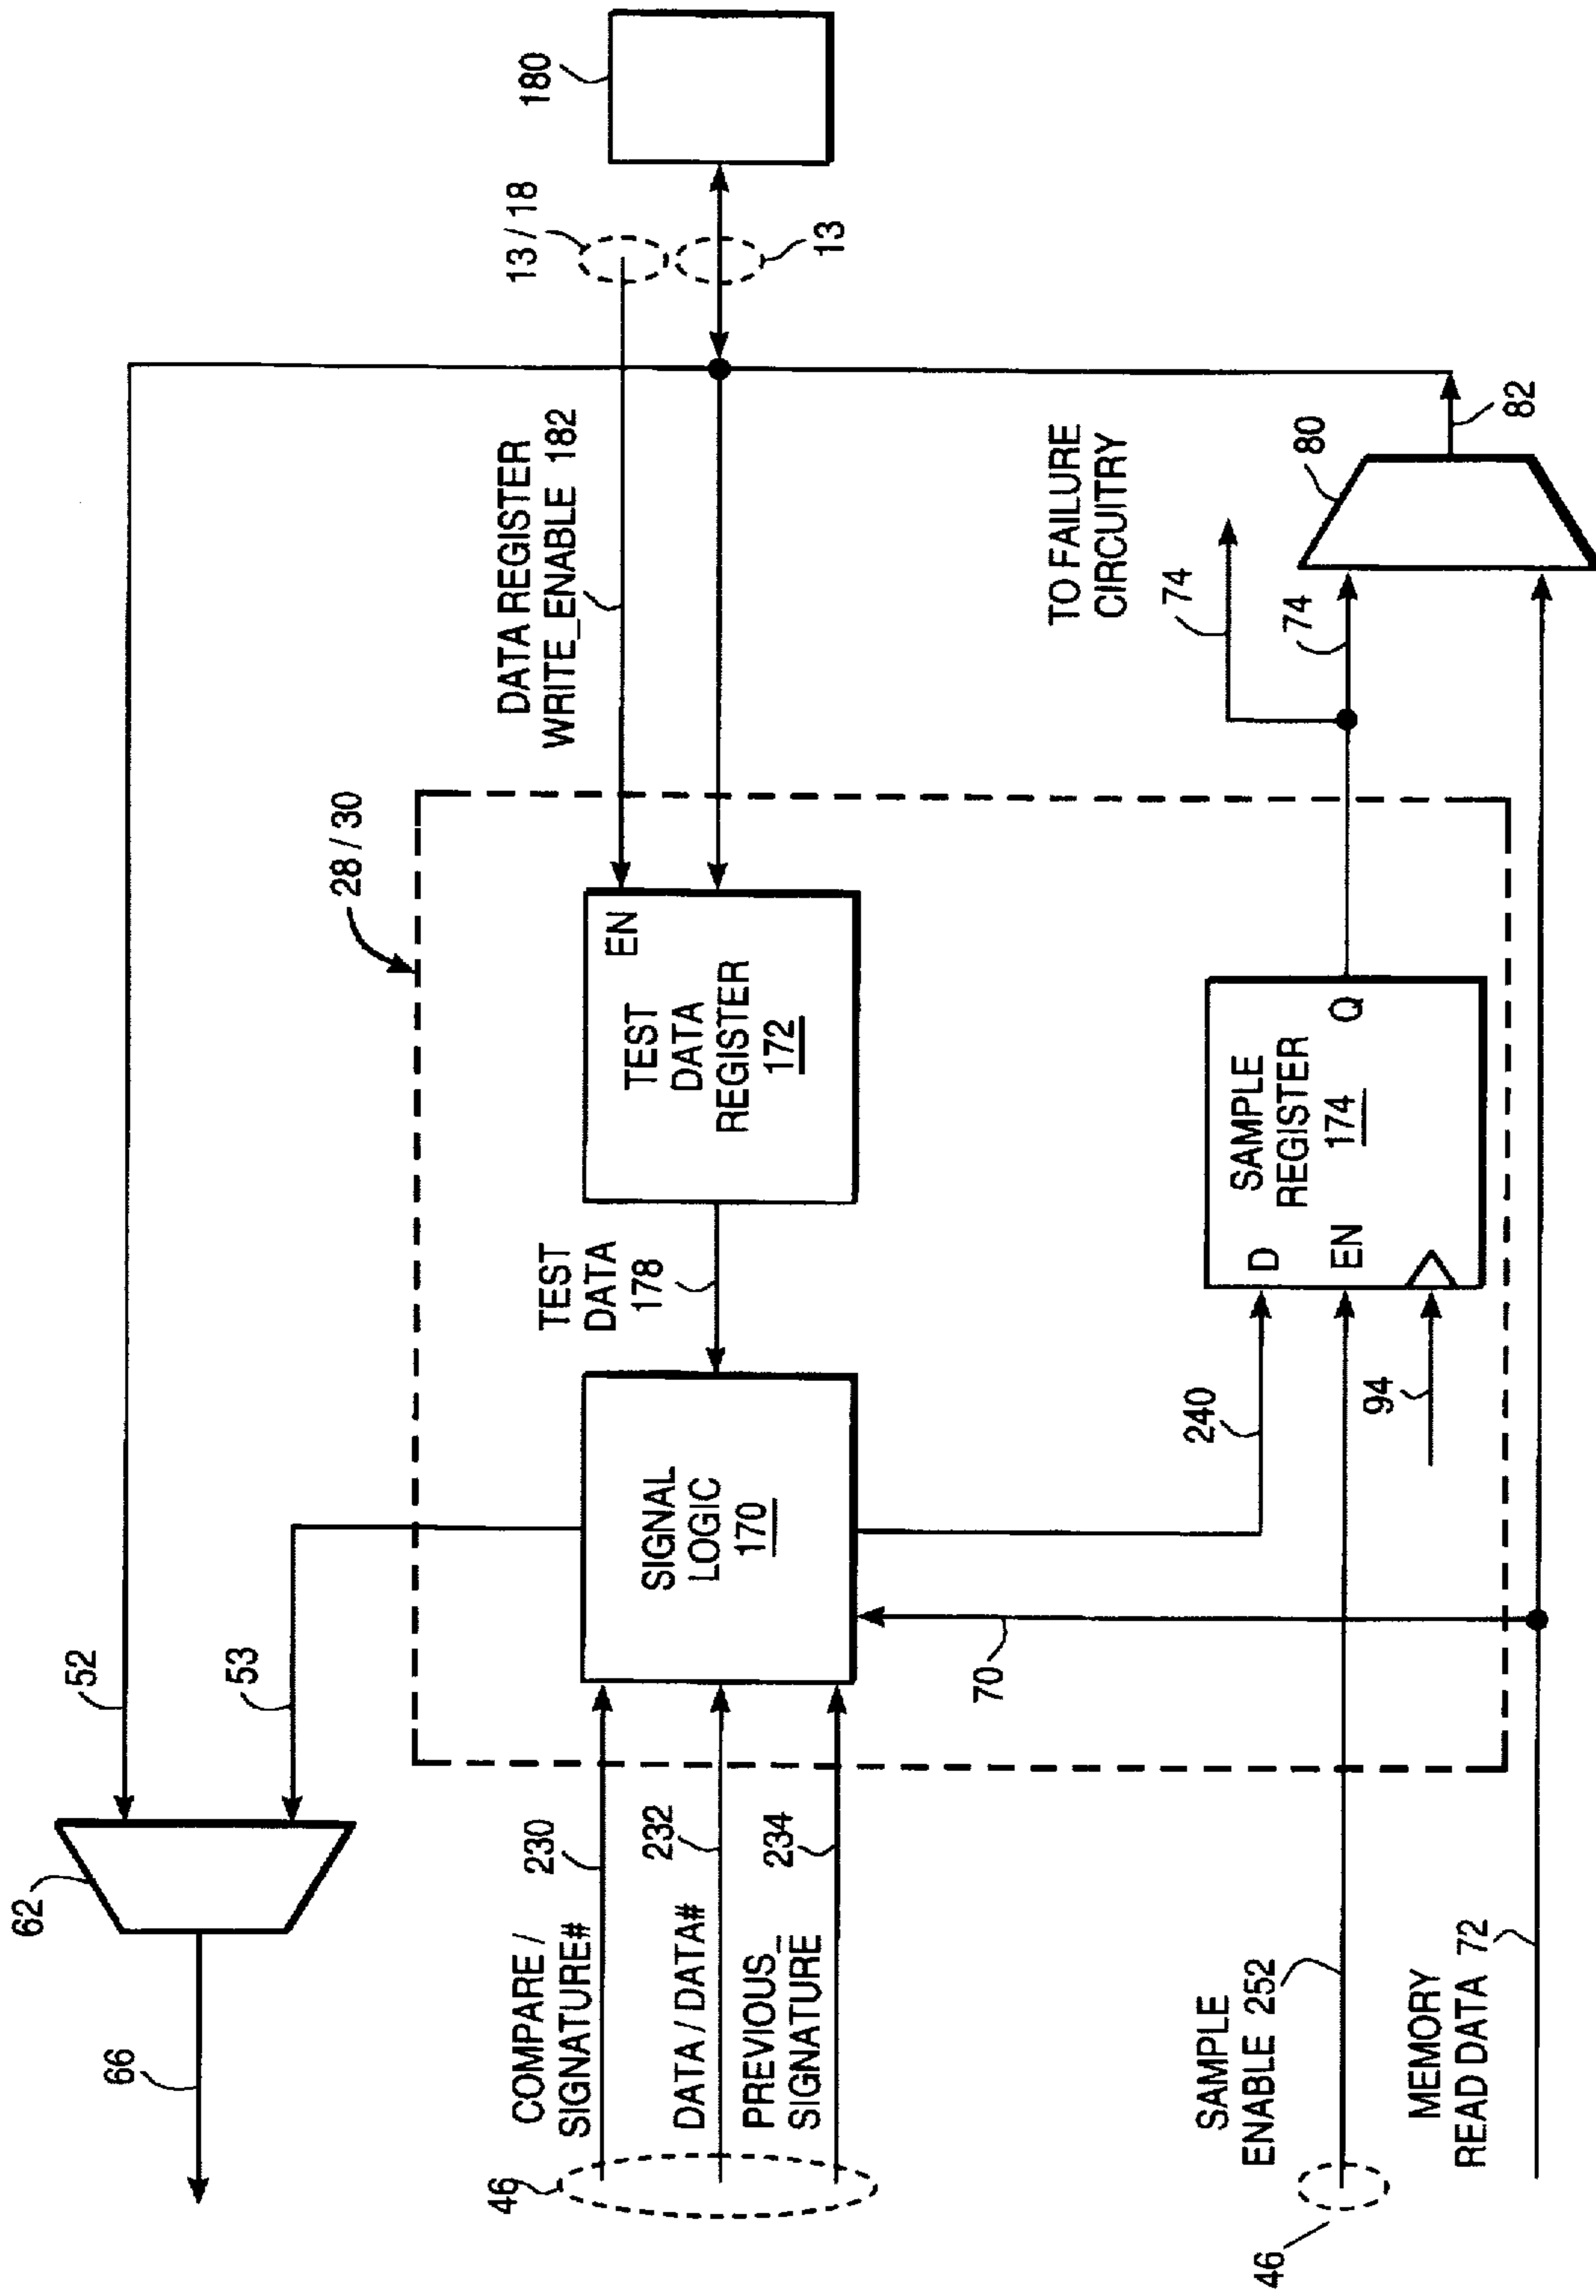 62
52
66
53
28 / 30
46
COMPARE /
SIGNATURE#
230
DATA / DATA#
232
PREVIOUS_
SIGNATURE
234
SIGNAL
LOGIC
170
TEST
DATA
178
EN
TEST
DATA
REGISTER
172
DATA REGISTER
WRITE_ENABLE 182
13 / 18
13
180
70
240
94
SAMPLE
ENABLE 252
46
MEMORY
READ DATA 72
D
EN
SAMPLE
REGISTER
174
Q
TO FAILURE
CIRCUITRY
74
74
80
82